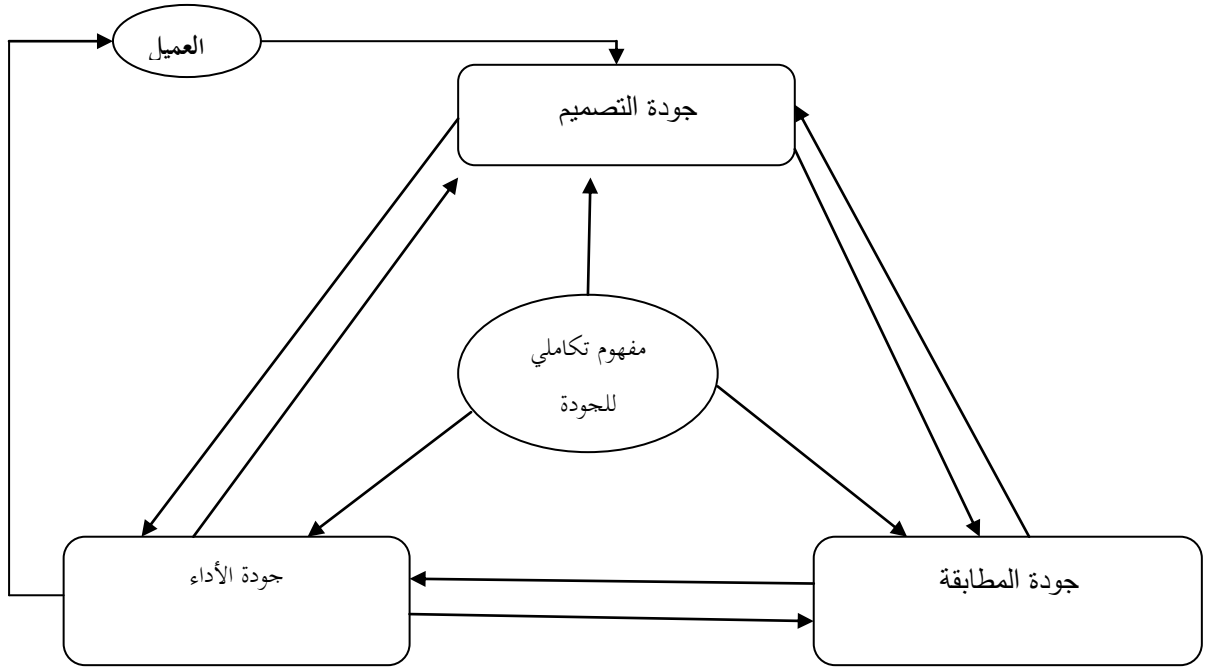 العميل
جودة التصميم
مفهوم تكاملي
للجودة
جودة المطابقة
جودة الأداء